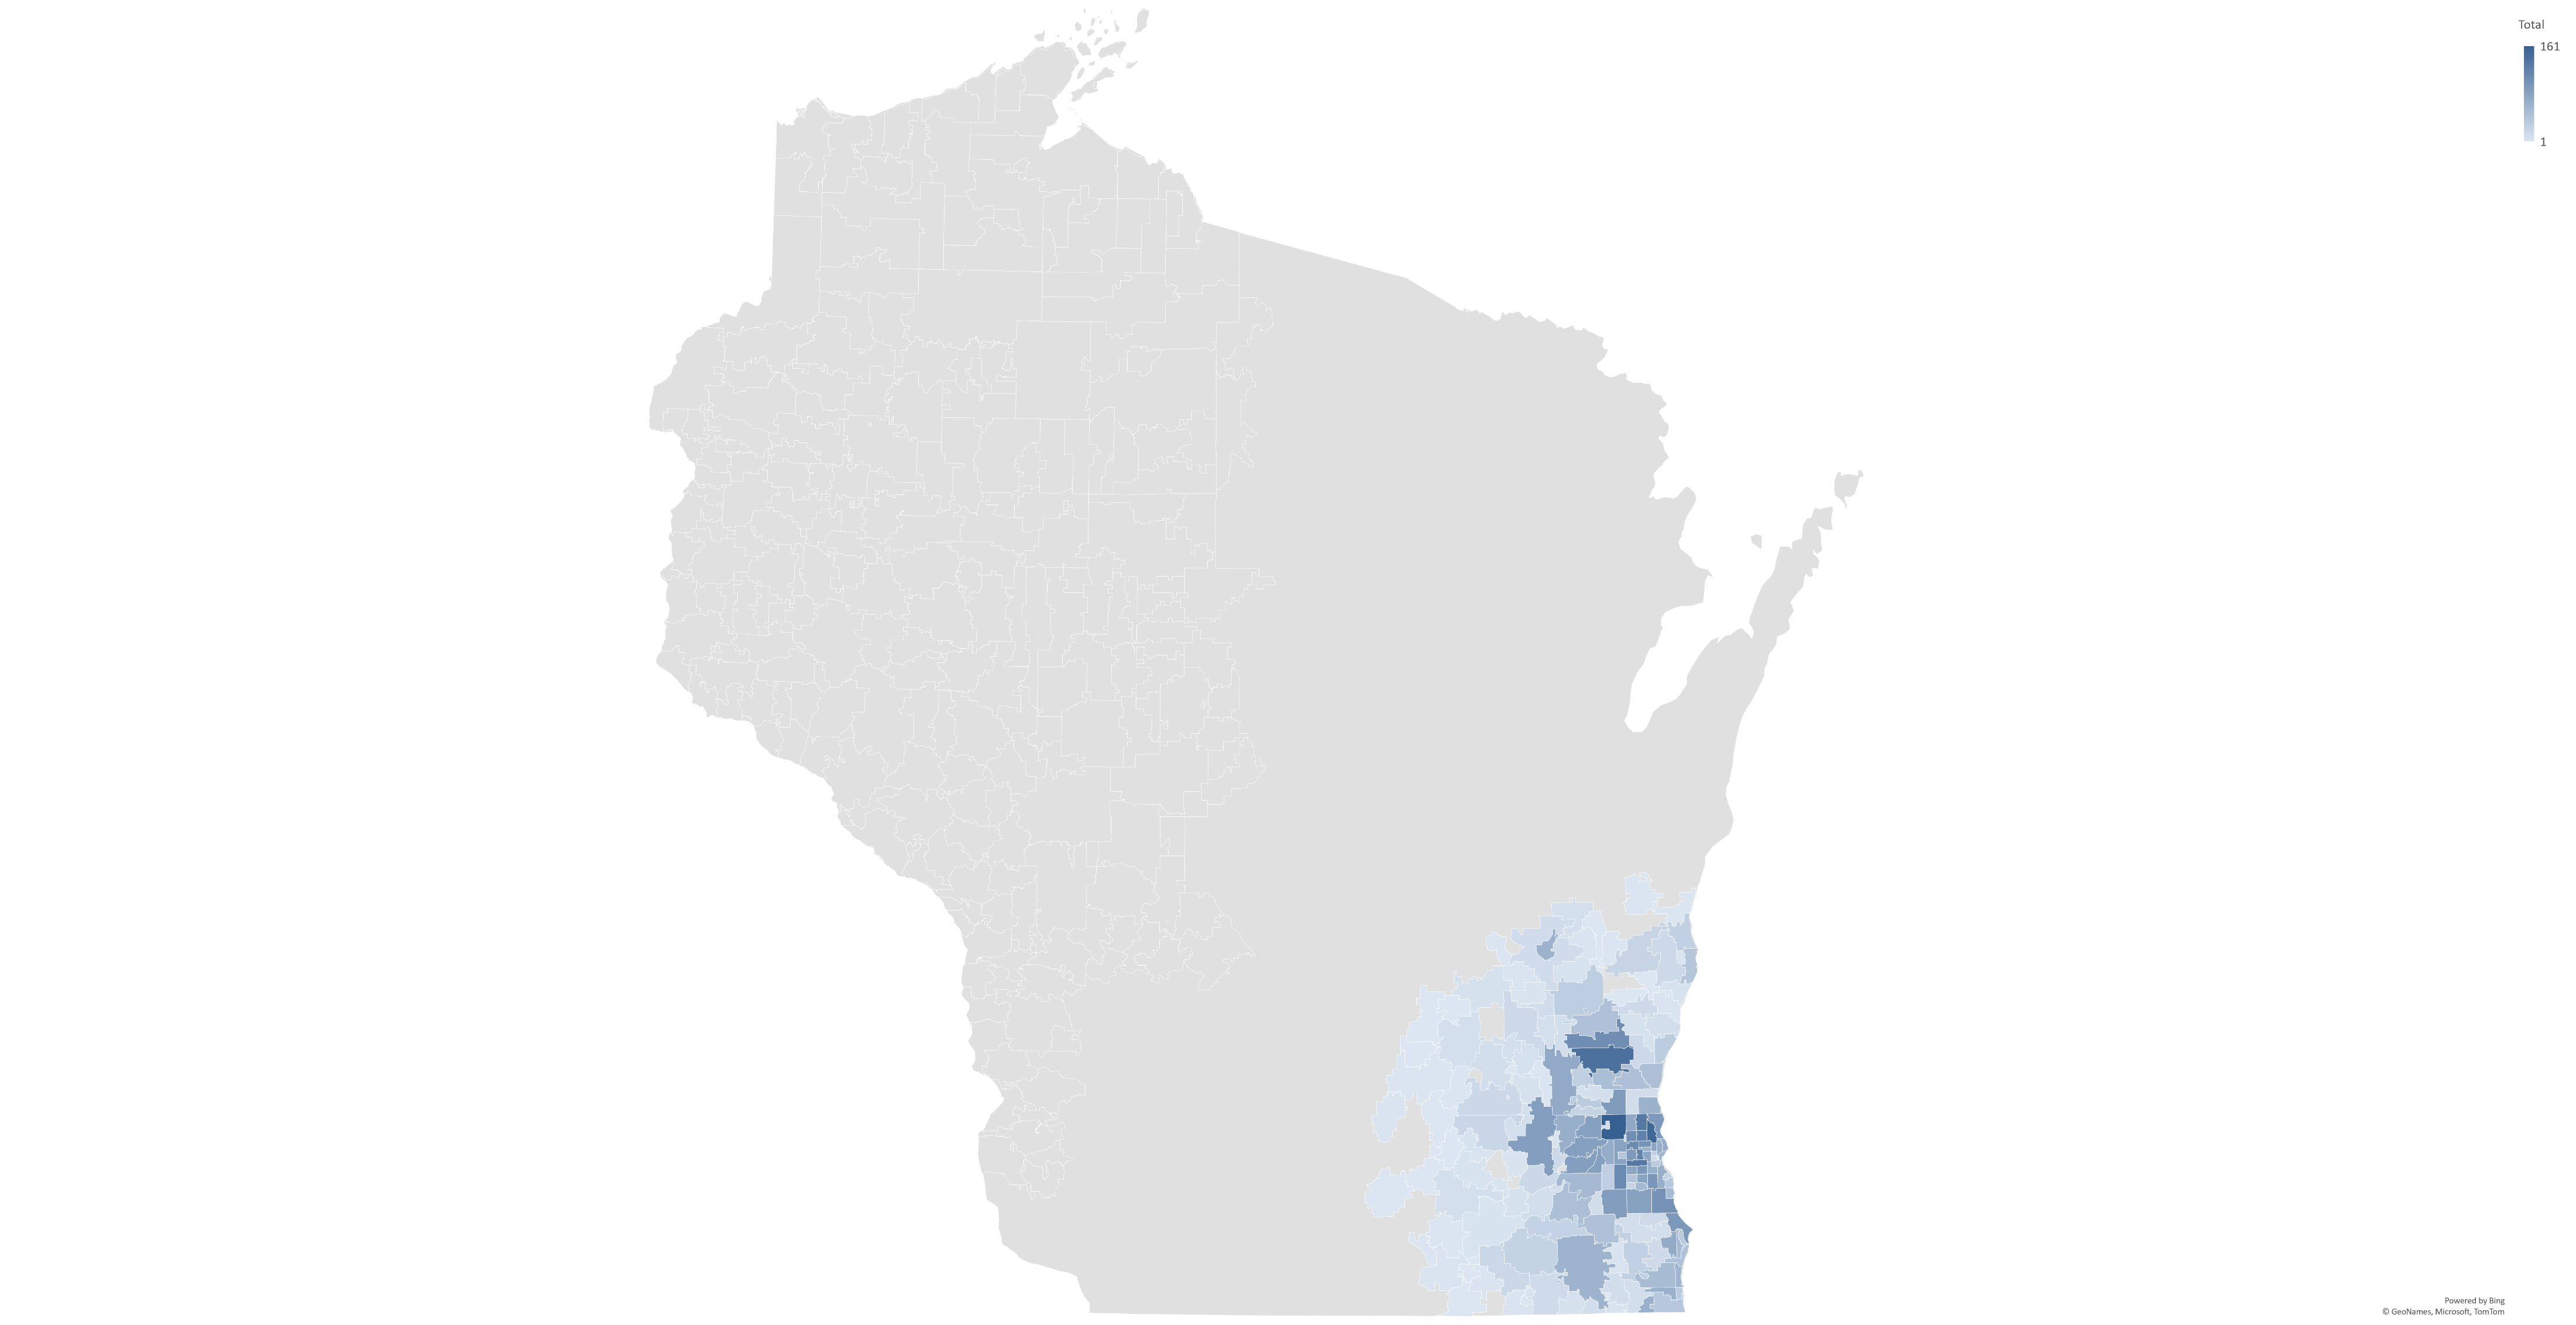 Total
161
1
Powered by Bing
© GeoNames, Microsoft, TomTom